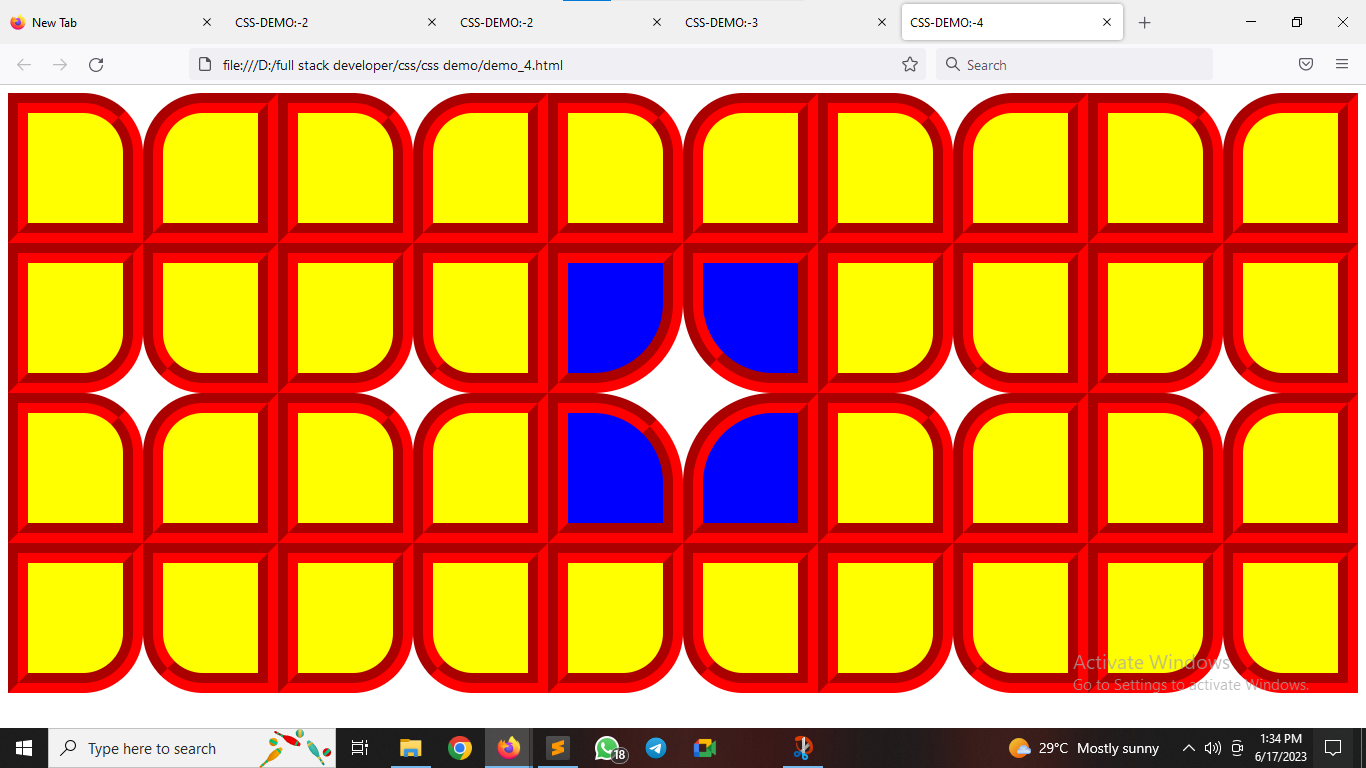 New Tab
CSS-DEMO:-2
CSS-DEMO:-2
CSS-DEMO:-3
CSS-DEMO:-4
file:///D:/full stack developer/css/css demo/demo_4.html
Search
Activate Windows
Go to Settings to activate Windows.
Type here to search
18
29°C Mostly sunny
1:34 PM
6/17/2023